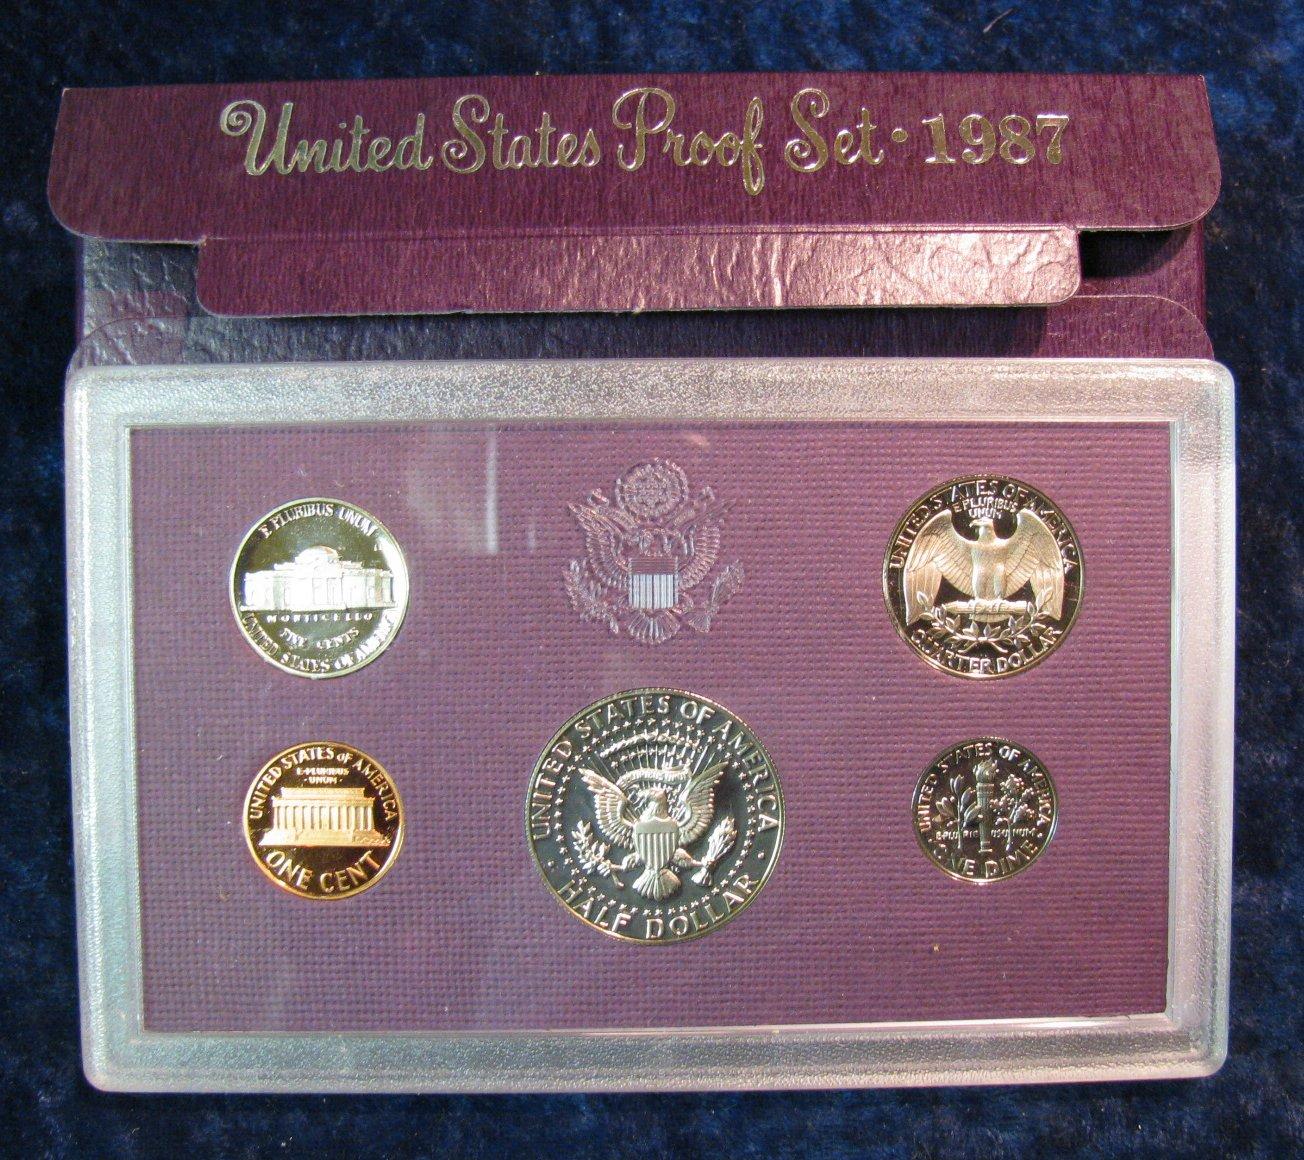 United States Proof Set · 1987
E PLURIBUS UNUM
MONTICELLO
FIVE CENTS
UNITED STATES OF AMERICA
UNITED STATES OF AMERICA
E PLURIBUS
UNUM
QUARTER DOLLAR
UNITED STATES OF AMERICA
E·PLURIBUS
·UNUM·
ONE CENT
UNITED STATES OF AMERICA
· HALF DOLLAR ·
UNITED STATES OF AMERICA
E·PLURIBUS UNUM·
ONE DIME